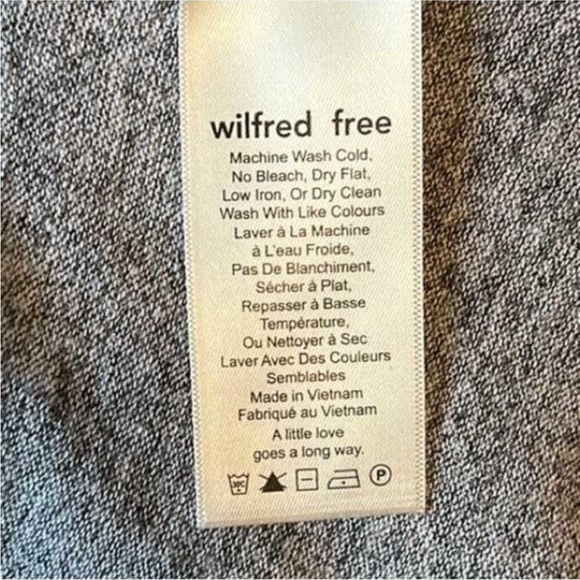 wilfred free
Machine Wash Cold,
No Bleach, Dry Flat,
Low Iron, Or Dry Clean
Wash With Like Colours
Laver à La Machine
à L'eau Froide,
Pas De Blanchiment,
Sécher à Plat,
Repasser à Basse
Température,
Ou Nettoyer à Sec
Laver Avec Des Couleurs
Semblables
Made in Vietnam
Fabriqué au Vietnam
A little love
goes a long way.
30C P